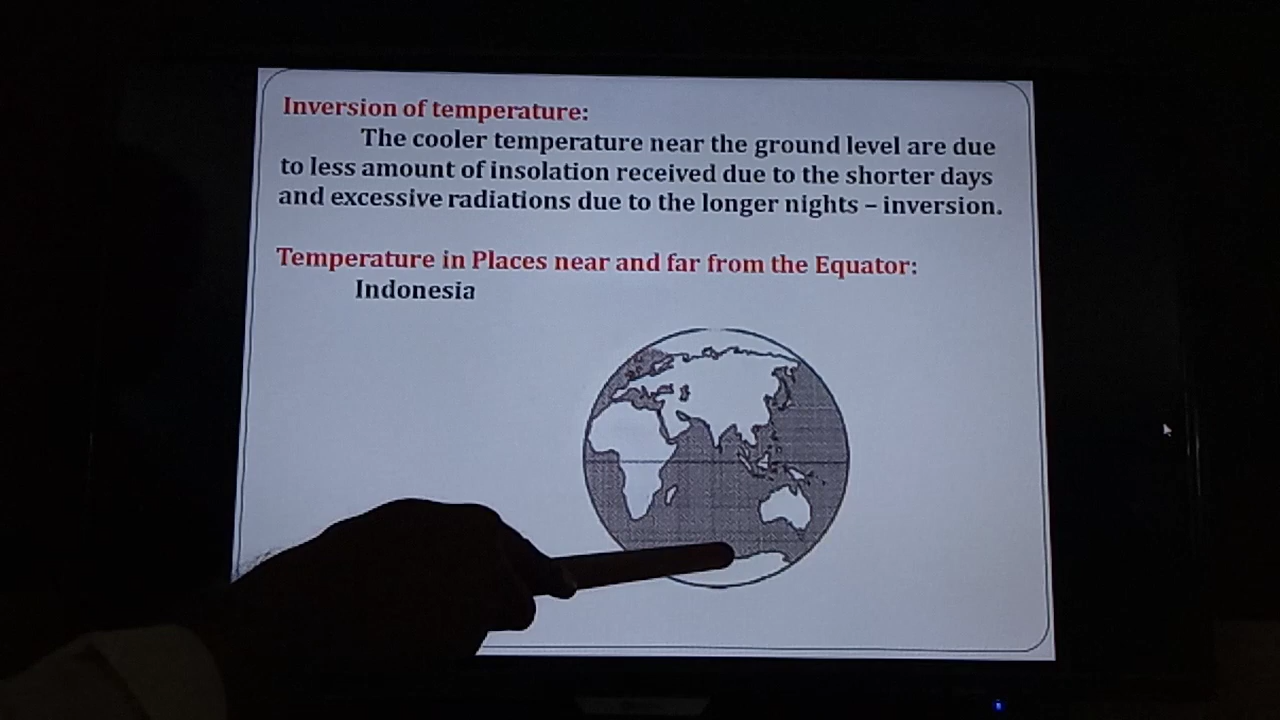 Inversion of temperature:
The cooler temperature near the ground level are due
to less amount of insolation received due to the shorter days
and excessive radiations due to the longer nights – inversion.
Temperature in Places near and far from the Equator:
Indonesia